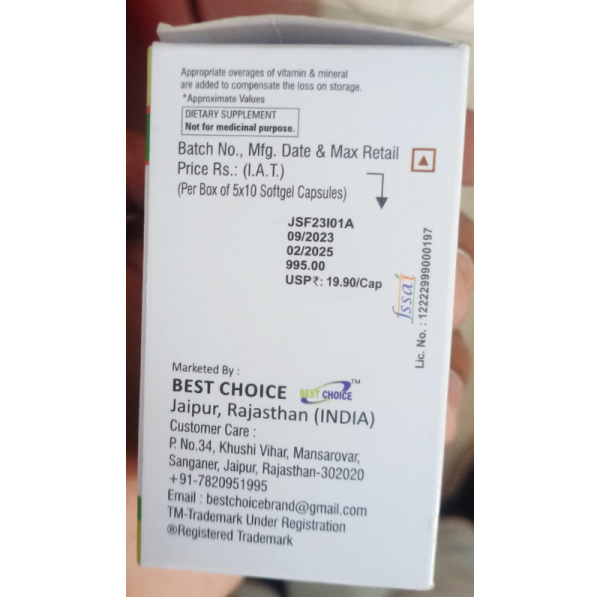 Appropriate overages of vitamin & mineral
are added to compensate the loss on storage.
*Approximate Values
DIETARY SUPPLEMENT
Not for medicinal purpose.
Batch No., Mfg. Date & Max Retail
Price Rs.: (I.A.T.)
(Per Box of 5x10 Softgel Capsules)
JSF23I01A
09/2023
02/2025
995.00
USP₹: 19.90/Cap
fssai
Lic. No. : 12222999000197
Marketed By :
BEST CHOICE BEST CHOICE TM
Jaipur, Rajasthan (INDIA)
Customer Care :
P. No.34, Khushi Vihar, Mansarovar,
Sanganer, Jaipur, Rajasthan-302020
+91-7820951995
Email : bestchoicebrand@gmail.com
TM-Trademark Under Registration
®Registered Trademark